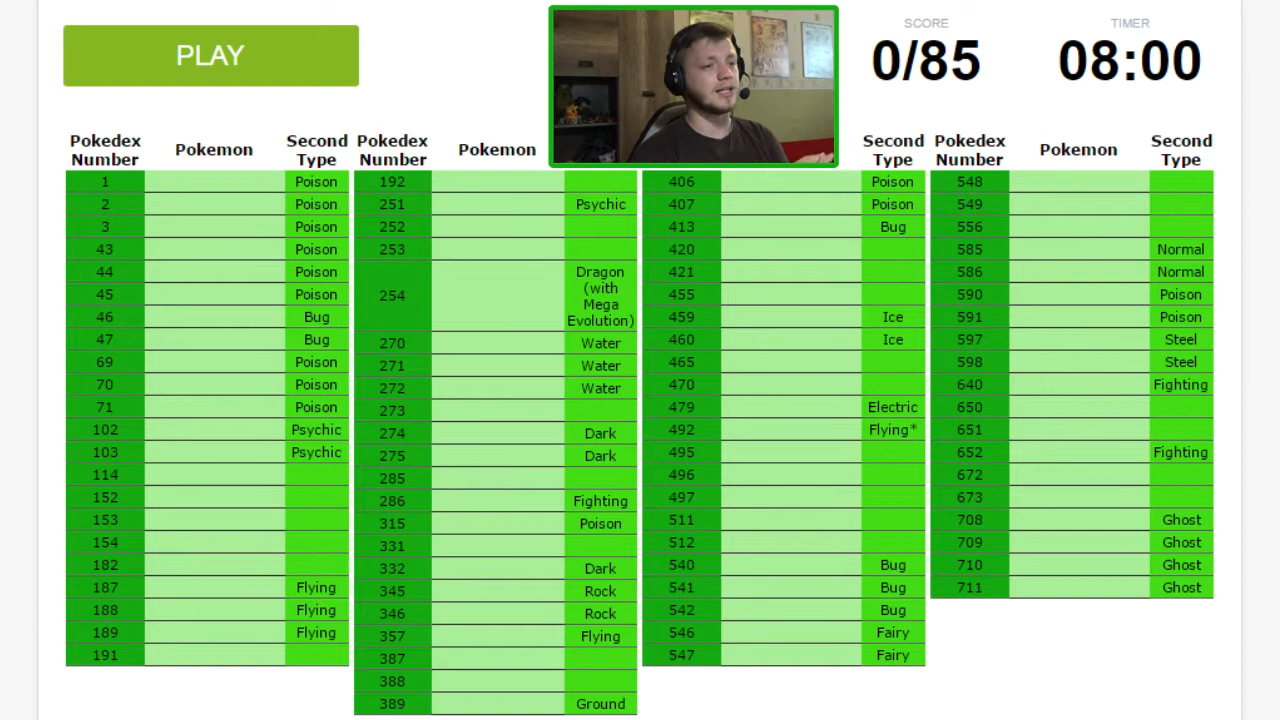 PLAY
SCORE
0/85
TIMER
08:00
Pokedex Number Pokemon Second Type
1 Poison
2 Poison
3 Poison
43 Poison
44 Poison
45 Poison
46 Bug
47 Bug
69 Poison
70 Poison
71 Poison
102 Psychic
103 Psychic
114
152
153
154
182
187 Flying
188 Flying
189 Flying
191
Pokedex Number Pokemon
192
251 Psychic
252
253
254 Dragon (with Mega Evolution)
270 Water
271 Water
272 Water
273
274 Dark
275 Dark
285
286 Fighting
315 Poison
331
332 Dark
345 Rock
346 Rock
357 Flying
387
388
389 Ground
Second Type
406 Poison
407 Poison
413 Bug
420
421
455
459 Ice
460 Ice
465
470
479 Electric
492 Flying*
495
496
497
511
512
540 Bug
541 Bug
542 Bug
546 Fairy
547 Fairy
Pokedex Number Pokemon Second Type
548
549
556
585 Normal
586 Normal
590 Poison
591 Poison
597 Steel
598 Steel
640 Fighting
650
651
652 Fighting
672
673
708 Ghost
709 Ghost
710 Ghost
711 Ghost